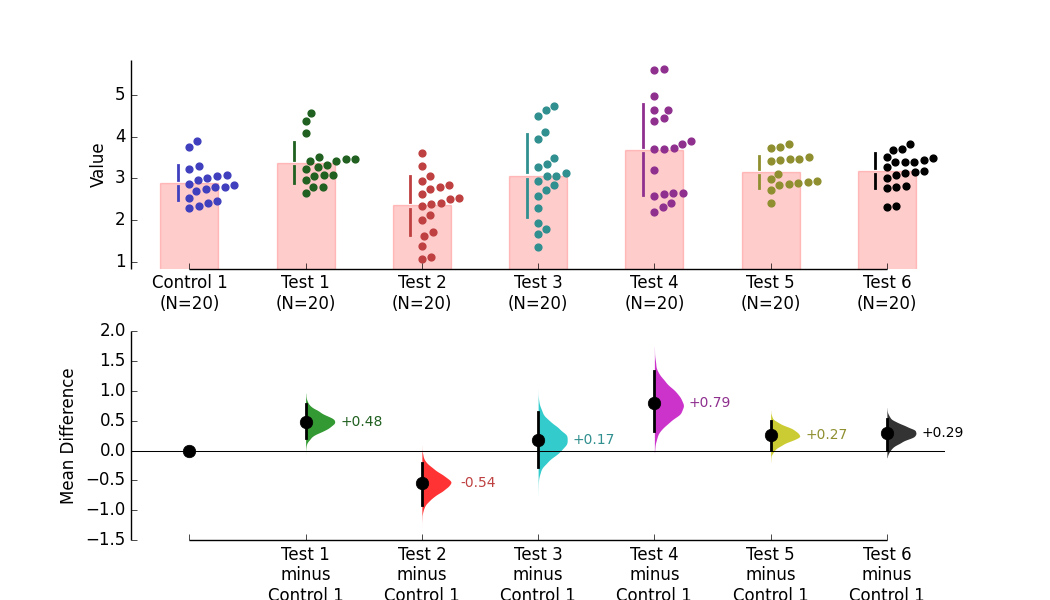 Value
5
4
3
2
1
Control 1 Test 1 Test 2 Test 3 Test 4 Test 5 Test 6
(N=20) (N=20) (N=20) (N=20) (N=20) (N=20) (N=20)
Mean Difference
2.0
1.5
1.0
0.5
0.0
−0.5
−1.0
−1.5
+0.48 -0.54 +0.17 +0.79 +0.27 +0.29
Test 1 Test 2 Test 3 Test 4 Test 5 Test 6
minus minus minus minus minus minus
Control 1 Control 1 Control 1 Control 1 Control 1 Control 1